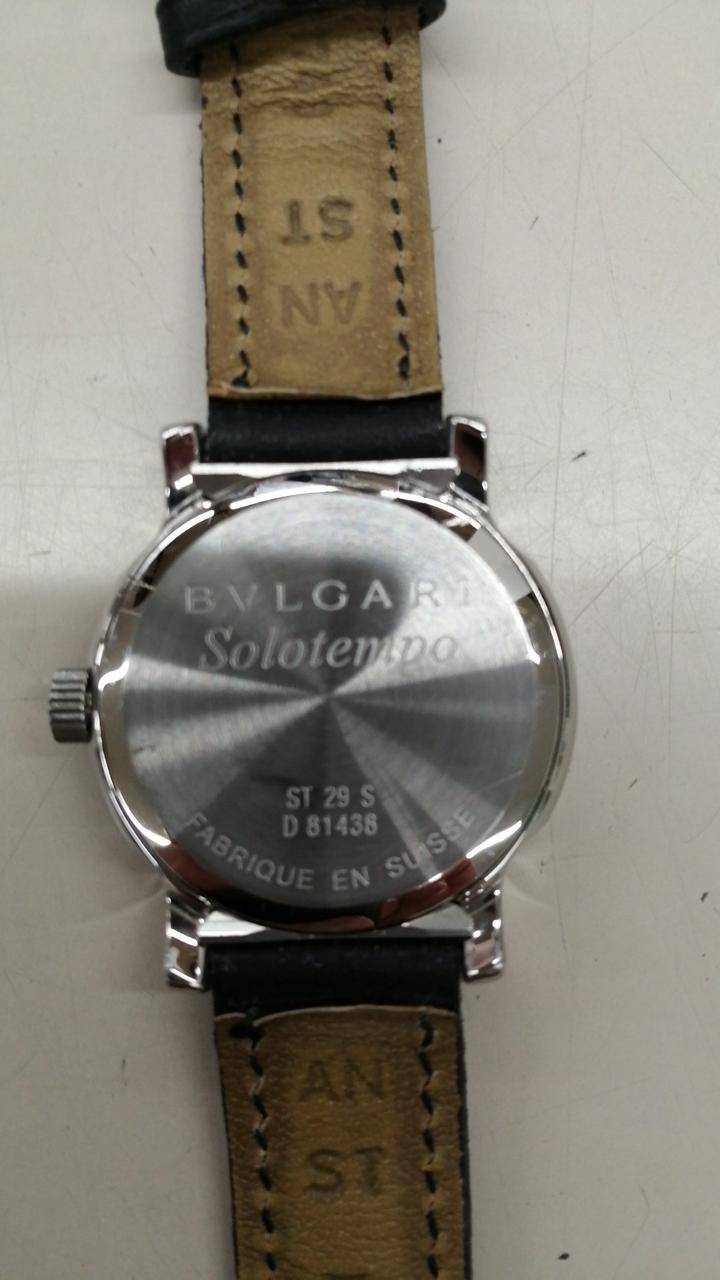 ST
AN
BVLGARI
Solotempo
ST 29 S
D 81438
FABRIQUE EN SUISSE
AN
ST